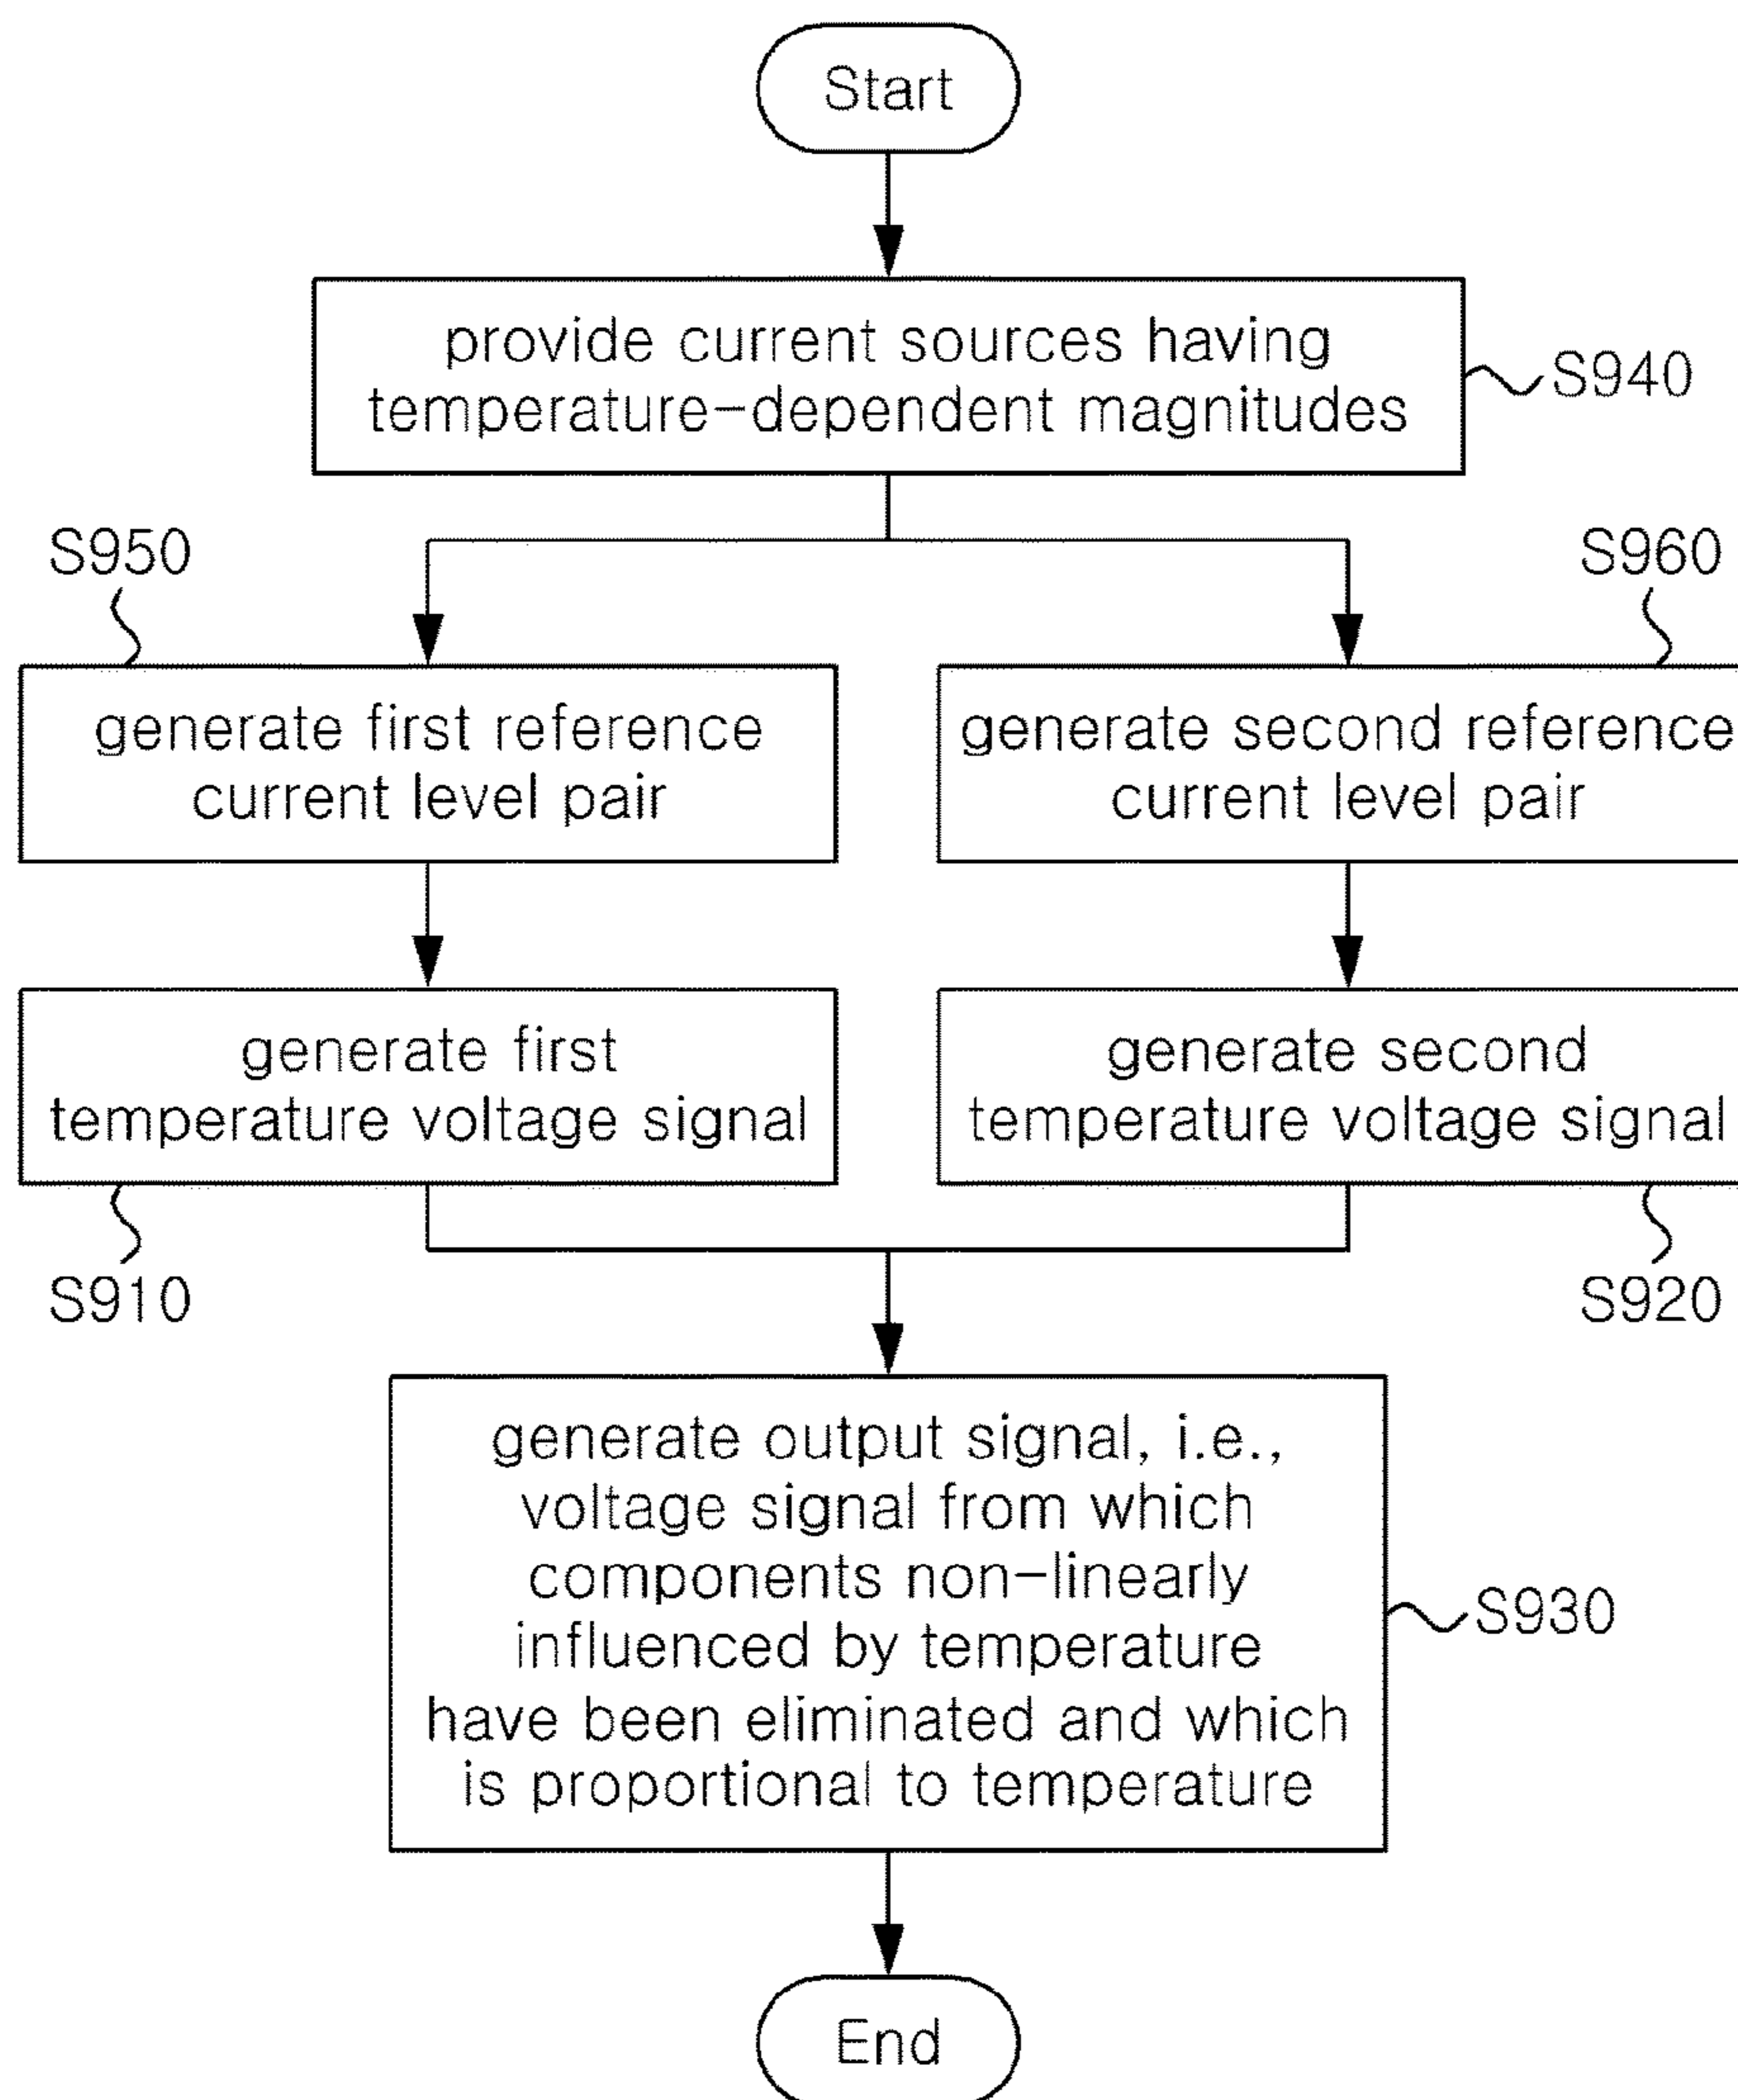 Start
provide current sources having
temperature-dependent magnitudes
S940
S950
S960
generate first reference
current level pair
generate second reference
current level pair
generate first
temperature voltage signal
generate second
temperature voltage signal
S910
S920
generate output signal, i.e.,
voltage signal from which
components non-linearly
influenced by temperature
have been eliminated and which
is proportional to temperature
S930
End